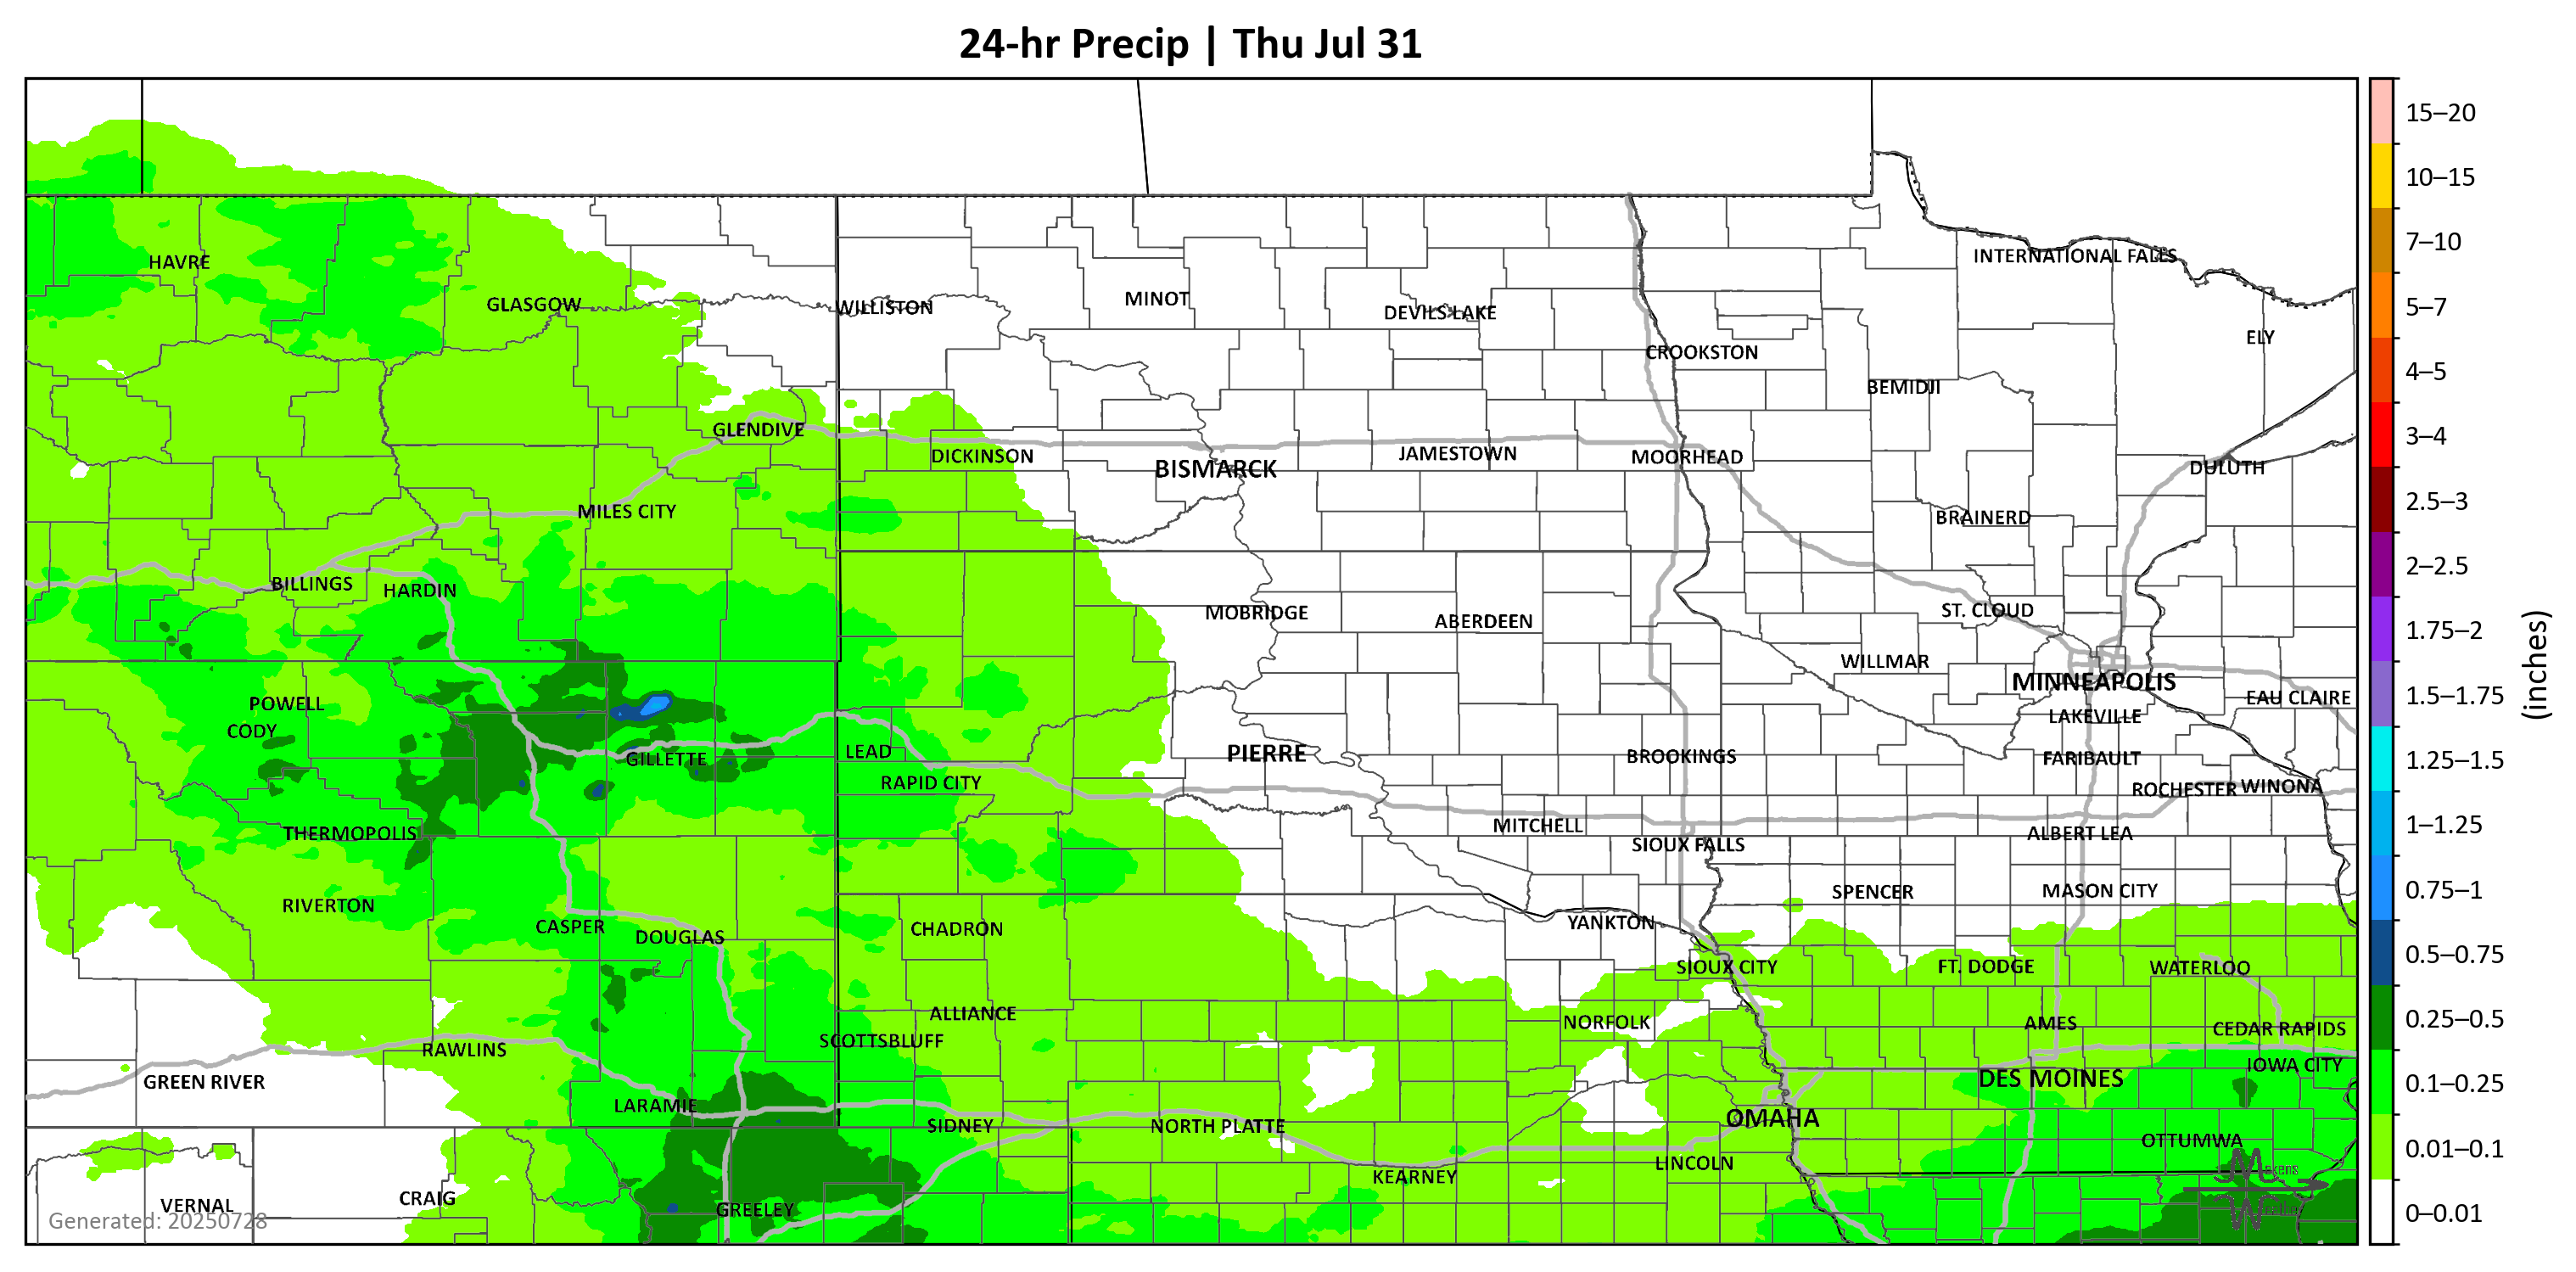 24-hr Precip | Thu Jul 31
15–20
10–15
7–10
5–7
4–5
3–4
2.5–3
2–2.5
1.75–2
1.5–1.75
1.25–1.5
1–1.25
0.75–1
0.5–0.75
0.25–0.5
0.1–0.25
0.01–0.1
0–0.01
(inches)
HAVRE
INTERNATIONAL FALLS
GLASGOW
WILLISTON
MINOT
DEVILS LAKE
ELY
CROOKSTON
BEMIDJI
GLENDIVE
DICKINSON
BISMARCK
JAMESTOWN
MOORHEAD
DULUTH
MILES CITY
BRAINERD
BILLINGS
HARDIN
MOBRIDGE
ABERDEEN
ST. CLOUD
WILLMAR
MINNEAPOLIS
EAU CLAIRE
POWELL
CODY
LAKEVILLE
GILLETTE
LEAD
PIERRE
BROOKINGS
FARIBAULT
RAPID CITY
ROCHESTER
WINONA
THERMOPOLIS
MITCHELL
SIOUX FALLS
ALBERT LEA
RIVERTON
SPENCER
MASON CITY
CASPER
DOUGLAS
CHADRON
YANKTON
SIOUX CITY
FT. DODGE
WATERLOO
ALLIANCE
SCOTTSBLUFF
NORFOLK
AMES
CEDAR RAPIDS
RAWLINS
GREEN RIVER
DES MOINES
IOWA CITY
LARAMIE
SIDNEY
NORTH PLATTE
OMAHA
OTTUMWA
KEARNEY
LINCOLN
VERNAL
CRAIG
GREELEY
Generated: 20250728